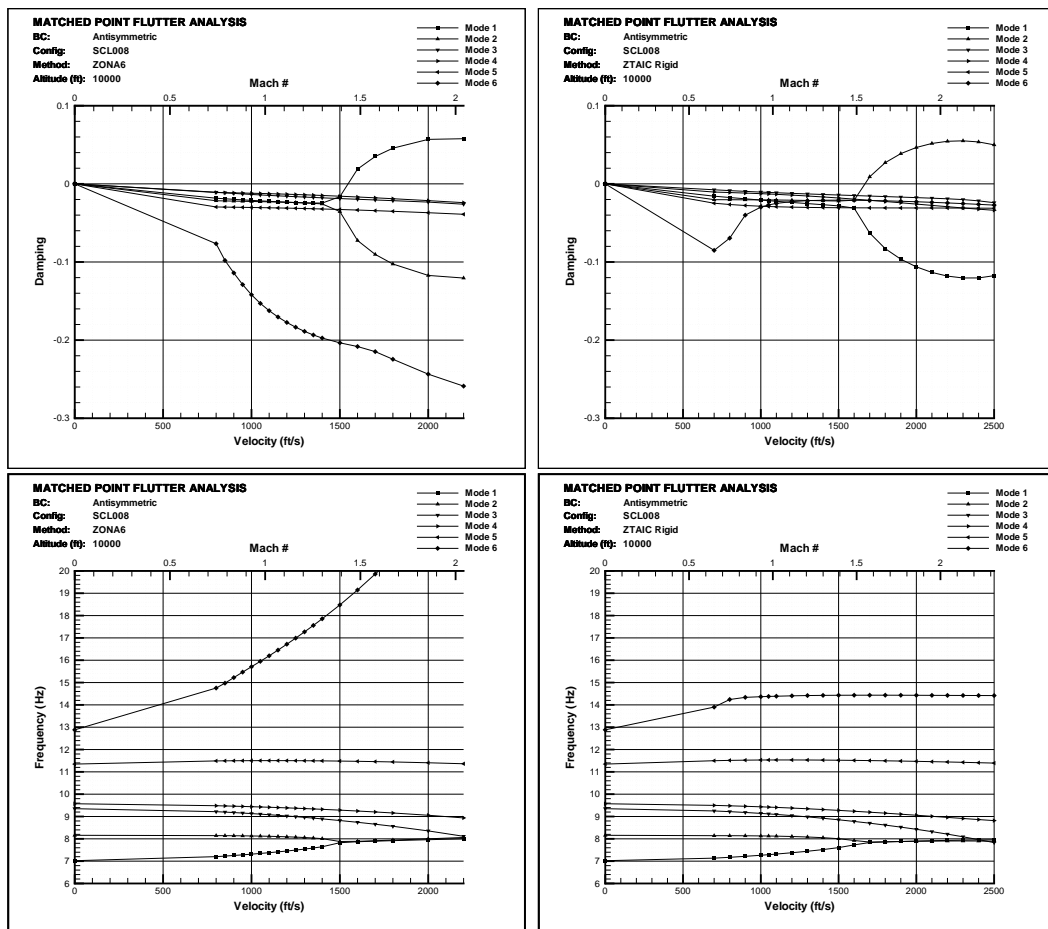 MATCHED POINT FLUTTER ANALYSIS
BC: Antisymmetric
Config: SCL008
Method: ZONA6
Altitude (ft): 10000
Mode 1
Mode 2
Mode 3
Mode 4
Mode 5
Mode 6
Mach #
0 0.5 1 1.5 2
0.1
0
-0.1
-0.2
-0.3
Damping
0 500 1000 1500 2000
Velocity (ft/s)
MATCHED POINT FLUTTER ANALYSIS
BC: Antisymmetric
Config: SCL008
Method: ZTAIC Rigid
Altitude (ft): 10000
Mode 1
Mode 2
Mode 3
Mode 4
Mode 5
Mode 6
Mach #
0 0.5 1 1.5 2
0.1
0
-0.1
-0.2
-0.3
Damping
0 500 1000 1500 2000 2500
Velocity (ft/s)
MATCHED POINT FLUTTER ANALYSIS
BC: Antisymmetric
Config: SCL008
Method: ZONA6
Altitude (ft): 10000
Mode 1
Mode 2
Mode 3
Mode 4
Mode 5
Mode 6
Mach #
0 0.5 1 1.5 2
20
19
18
17
16
15
14
13
12
11
10
9
8
7
6
Frequency (Hz)
0 500 1000 1500 2000
Velocity (ft/s)
MATCHED POINT FLUTTER ANALYSIS
BC: Antisymmetric
Config: SCL008
Method: ZTAIC Rigid
Altitude (ft): 10000
Mode 1
Mode 2
Mode 3
Mode 4
Mode 5
Mode 6
Mach #
0 0.5 1 1.5 2
20
19
18
17
16
15
14
13
12
11
10
9
8
7
6
Frequency (Hz)
0 500 1000 1500 2000 2500
Velocity (ft/s)